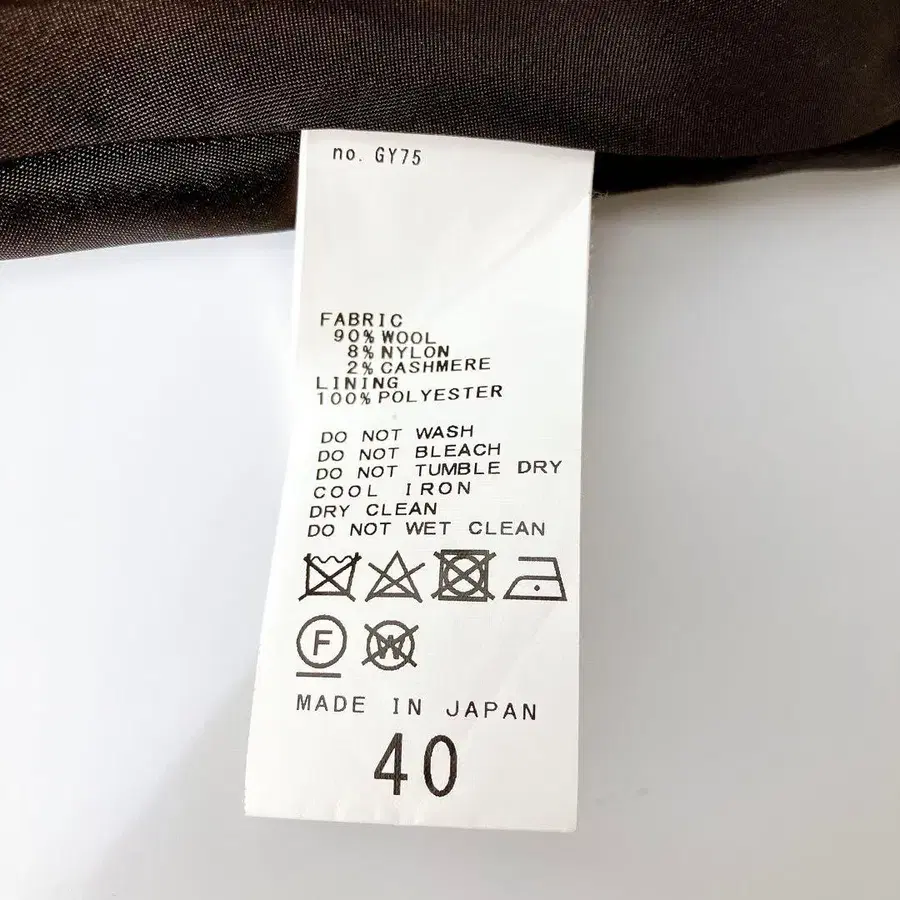 no. GY75
FABRIC
90% WOOL
8% NYLON
2% CASHMERE
LINING
100% POLYESTER
DO NOT WASH
DO NOT BLEACH
DO NOT TUMBLE DRY
COOL IRON
DRY CLEAN
DO NOT WET CLEAN
F W
MADE IN JAPAN
40